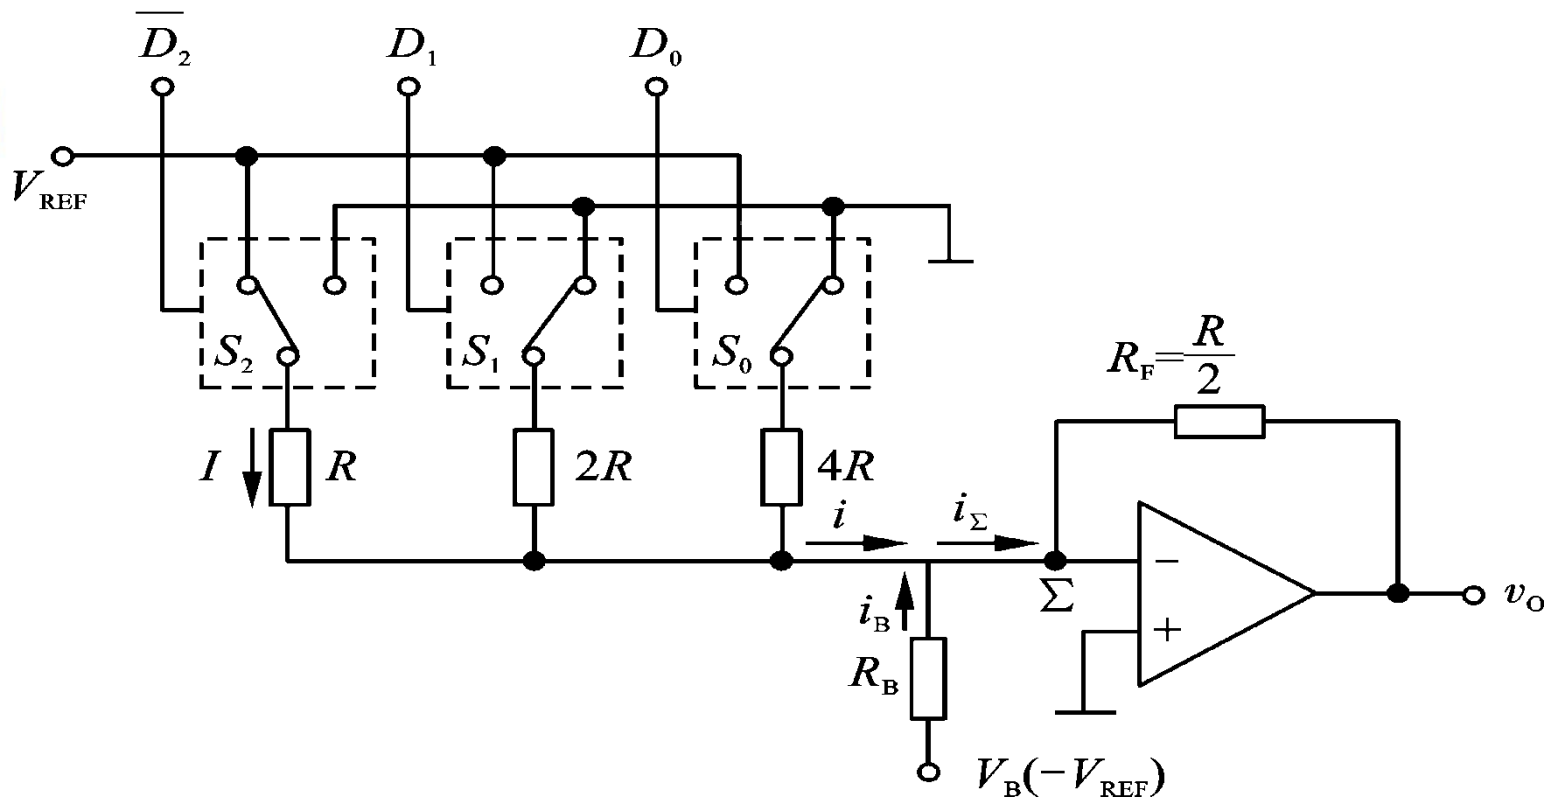 D̅₂ D₁ D₀
V_REF
S₂ S₁ S₀
R_F=R/2
I R 2R 4R
i i_Σ
− Σ
i_B v_O
+
R_B
V_B(−V_REF)